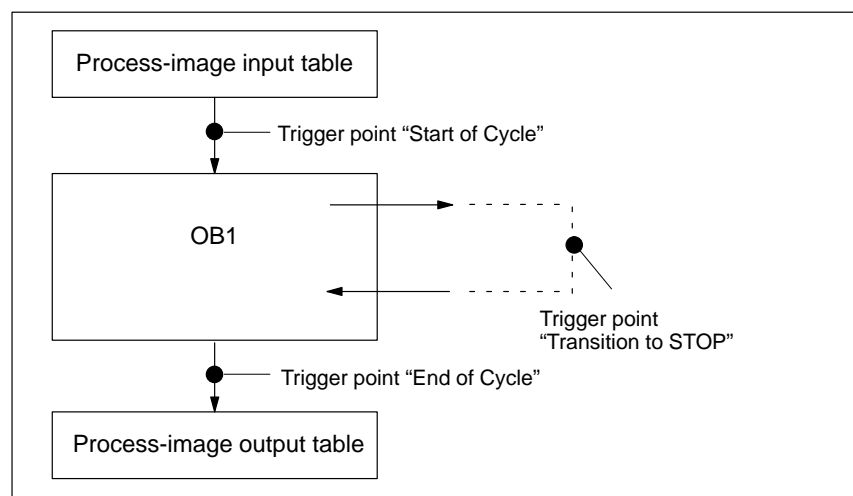 Process-image input table
Trigger point “Start of Cycle”
OB1
Trigger point
“Transition to STOP”
Trigger point “End of Cycle”
Process-image output table